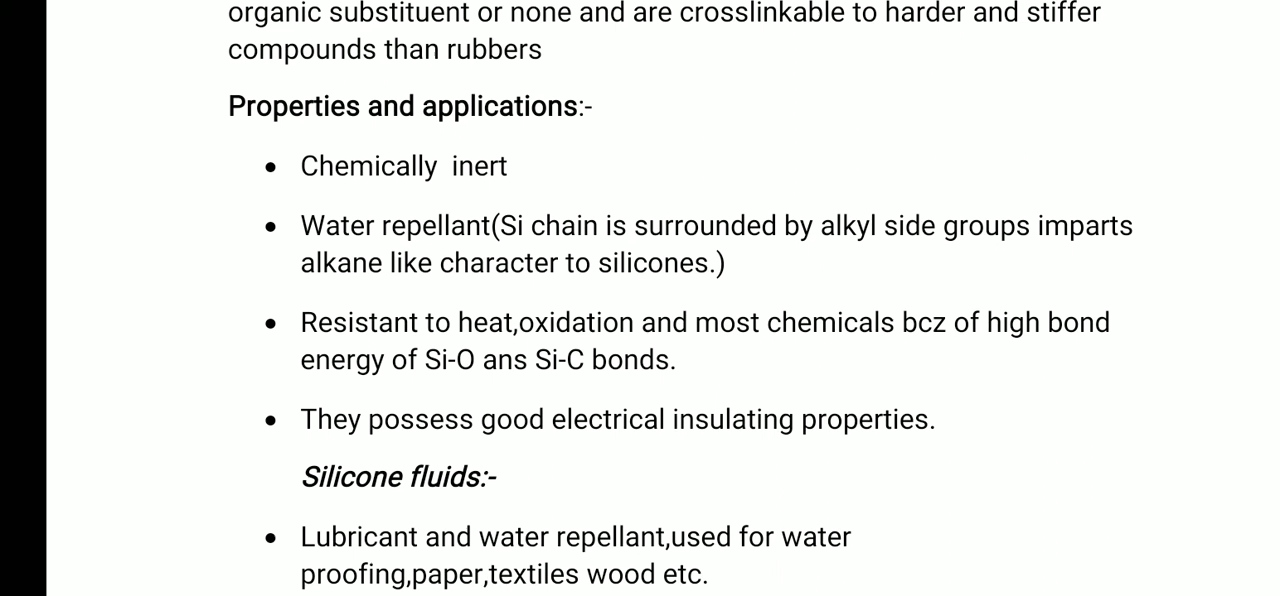 organic substituent or none and are crosslinkable to harder and stiffer
compounds than rubbers
Properties and applications:-
• Chemically  inert
• Water repellant(Si chain is surrounded by alkyl side groups imparts
alkane like character to silicones.)
• Resistant to heat,oxidation and most chemicals bcz of high bond
energy of Si-O ans Si-C bonds.
• They possess good electrical insulating properties.
Silicone fluids:-
• Lubricant and water repellant,used for water
proofing,paper,textiles wood etc.